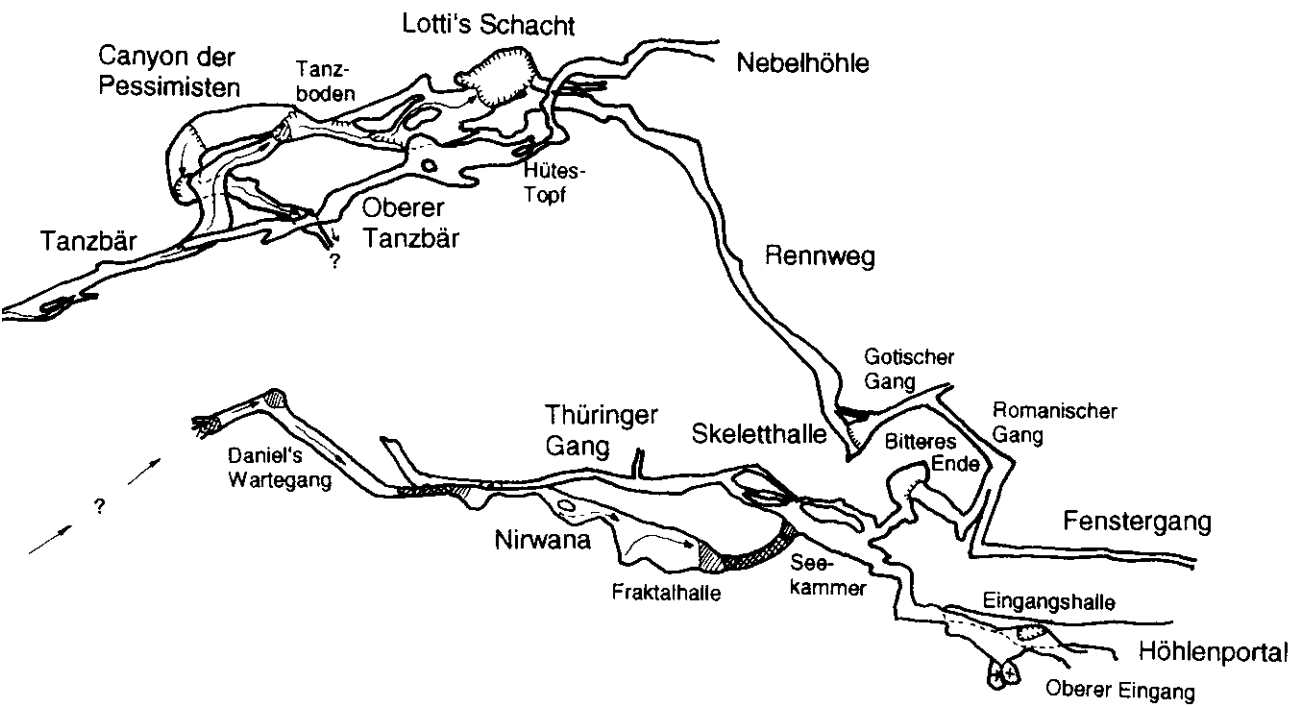 Lotti's Schacht
Canyon der
Pessimisten
Tanz-
boden
Nebelhöhle
Hütes-
Topf
Oberer
Tanzbär
Tanzbär
?
Rennweg
Gotischer
Gang
Romanischer
Gang
Thüringer
Gang
Skeletthalle
Bitteres
Ende
Daniel's
Wartegang
?
Nirwana
Fenstergang
See-
kammer
Fraktalhalle
Eingangshalle
Höhlenportal
Oberer Eingang